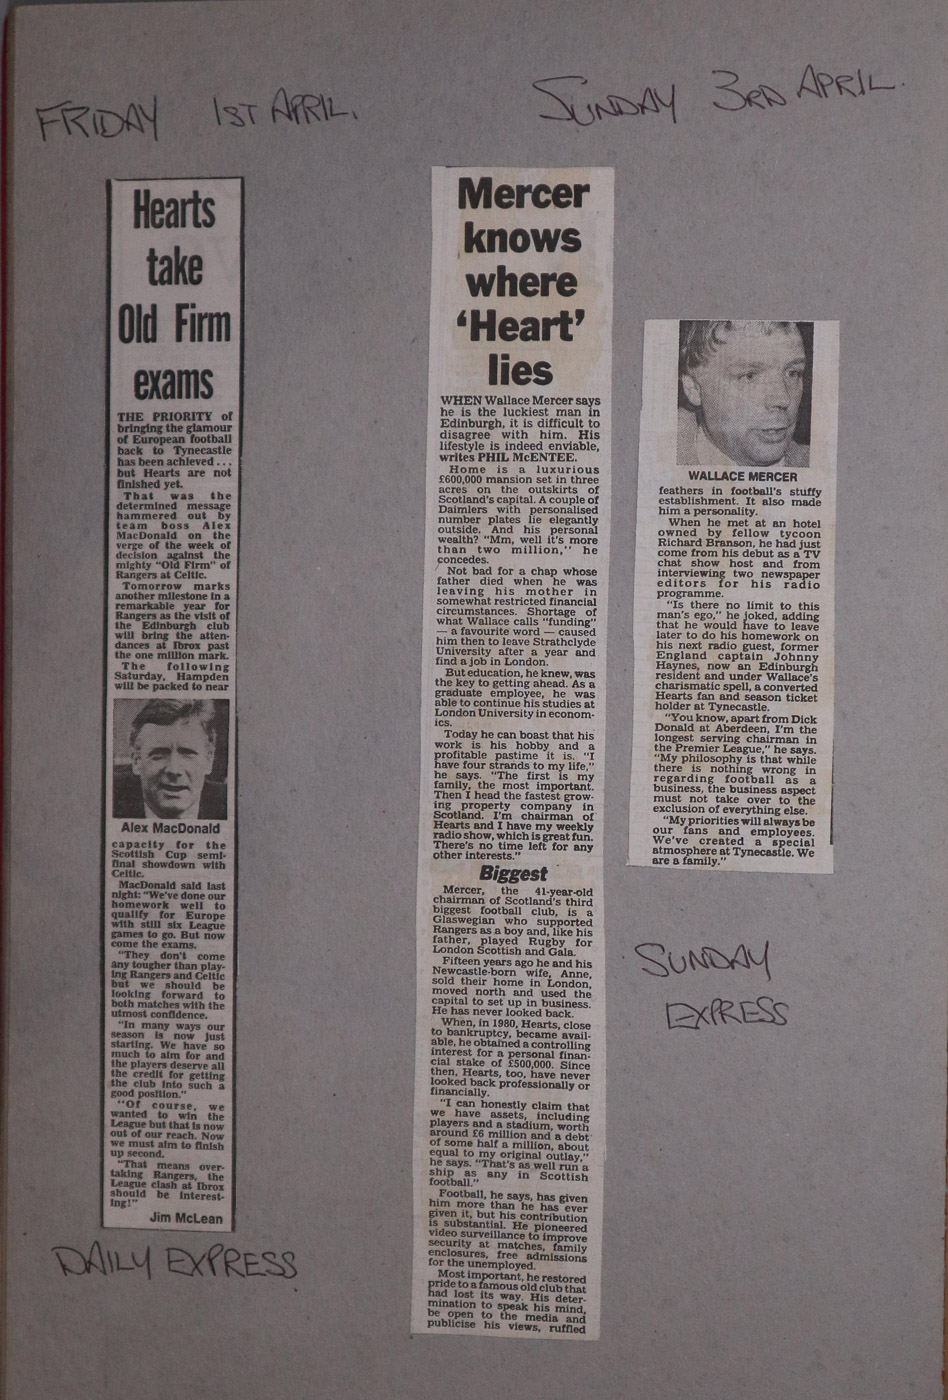 FRIDAY 1ST APRIL.
Hearts
take
Old Firm
exams
THE PRIORITY of
bringing the glamour
of European football
back to Tynecastle
has been achieved . . .
but Hearts are not
finished yet.
That was the
determined message
hammered out by
team boss Alex
MacDonald on the
verge of the week of
decision against the
mighty "Old Firm" of
Rangers at Celtic.
Tomorrow marks
another milestone in a
remarkable year for
Rangers as the visit of
the Edinburgh club
will bring the atten-
dances at Ibrox past
the one million mark.
The following
Saturday, Hampden
will be packed to near
Alex MacDonald
capacity for the
Scottish Cup semi-
final showdown with
Celtic.
MacDonald said last
night: "We've done our
homework well to
qualify for Europe
with still six League
games to go. But now
come the exams.
"They don't come
any tougher than play-
ing Rangers and Celtic
but we should be
looking forward to
both matches with the
utmost confidence.
"In many ways our
season is now just
starting. We have so
much to aim for and
the players deserve all
the credit for getting
the club into such a
good position."
"Of course, we
wanted to win the
League but that is now
out of our reach. Now
we must aim to finish
up second.
"That means over-
taking Rangers, the
League clash at Ibrox
should be interest-
ing!"
Jim McLean
DAILY EXPRESS
SUNDAY 3RD APRIL.
Mercer
knows
where
'Heart'
lies
WHEN Wallace Mercer says
he is the luckiest man in
Edinburgh, it is difficult to
disagree with him. His
lifestyle is indeed enviable,
writes PHIL McENTEE.
Home is a luxurious
£600,000 mansion set in three
acres on the outskirts of
Scotland's capital. A couple of
Daimlers with personalised
number plates lie elegantly
outside. And his personal
wealth? "Mm, well it's more
than two million," he
concedes.
Not bad for a chap whose
father died when he was
leaving his mother in
somewhat restricted financial
circumstances. Shortage of
what Wallace calls "funding"
— a favourite word — caused
him then to leave Strathclyde
University after a year and
find a job in London.
But education, he knew, was
the key to getting ahead. As a
graduate employee, he was
able to continue his studies at
London University in econom-
ics.
Today he can boast that his
work is his hobby and a
profitable pastime it is. "I
have four strands to my life,"
he says. "The first is my
family, the most important.
Then I head the fastest grow-
ing property company in
Scotland. I'm chairman of
Hearts and I have my weekly
radio show, which is great fun.
There's no time left for any
other interests."
Biggest
Mercer, the 41-year-old
chairman of Scotland's third
biggest football club, is a
Glaswegian who supported
Rangers as a boy and, like his
father, played Rugby for
London Scottish and Gala.
Fifteen years ago he and his
Newcastle-born wife, Anne,
sold their home in London,
moved north and used the
capital to set up in business.
He has never looked back.
When, in 1980, Hearts, close
to bankruptcy, became avail-
able, he obtained a controlling
interest for a personal finan-
cial stake of £500,000. Since
then, Hearts, too, have never
looked back professionally or
financially.
"I can honestly claim that
we have assets, including
players and a stadium, worth
around £6 million and a debt
of some half a million, about
equal to my original outlay,"
he says. "That's as well run a
ship as any in Scottish
football."
Football, he says, has given
him more than he has ever
given it, but his contribution
is substantial. He pioneered
video surveillance to improve
security at matches, family
enclosures, free admissions
for the unemployed.
Most important, he restored
pride to a famous old club that
had lost its way. His deter-
mination to speak his mind,
be open to the media and
publicise his views, ruffled
WALLACE MERCER
feathers in football's stuffy
establishment. It also made
him a personality.
When he met at an hotel
owned by fellow tycoon
Richard Branson, he had just
come from his debut as a TV
chat show host and from
interviewing two newspaper
editors for his radio
programme.
"Is there no limit to this
man's ego," he joked, adding
that he would have to leave
later to do his homework on
his next radio guest, former
England captain Johnny
Haynes, now an Edinburgh
resident and under Wallace's
charismatic spell, a converted
Hearts fan and season ticket
holder at Tynecastle.
"You know, apart from Dick
Donald at Aberdeen, I'm the
longest serving chairman in
the Premier League," he says.
"My philosophy is that while
there is nothing wrong in
regarding football as a
business, the business aspect
must not take over to the
exclusion of everything else.
"My priorities will always be
our fans and employees.
We've created a special
atmosphere at Tynecastle. We
are a family."
SUNDAY
EXPRESS